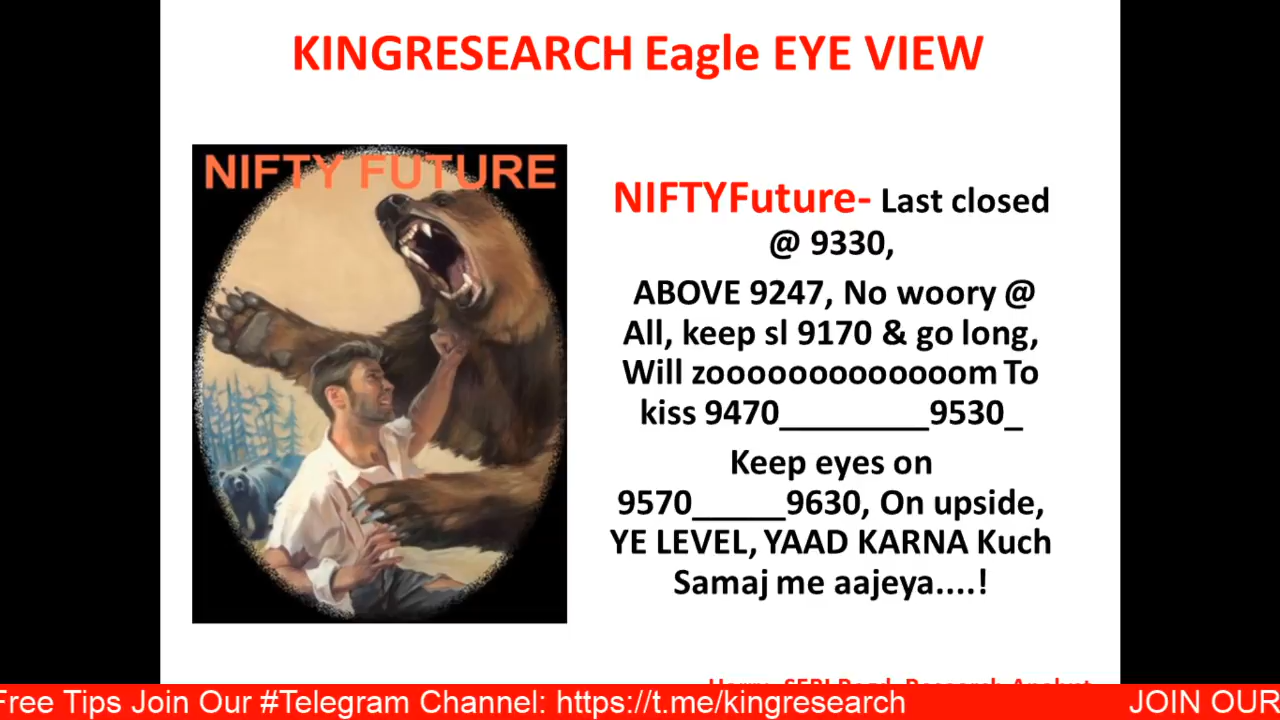 KINGRESEARCH Eagle EYE VIEW
NIFTY FUTURE
NIFTYFuture- Last closed
@ 9330,
ABOVE 9247, No woory @
All, keep sl 9170 & go long,
Will zooooooooooooom To
kiss 9470________9530_
Keep eyes on
9570_____9630, On upside,
YE LEVEL, YAAD KARNA Kuch
Samaj me aajeya....!
Free Tips Join Our #Telegram Channel: https://t.me/kingresearch
JOIN OUR